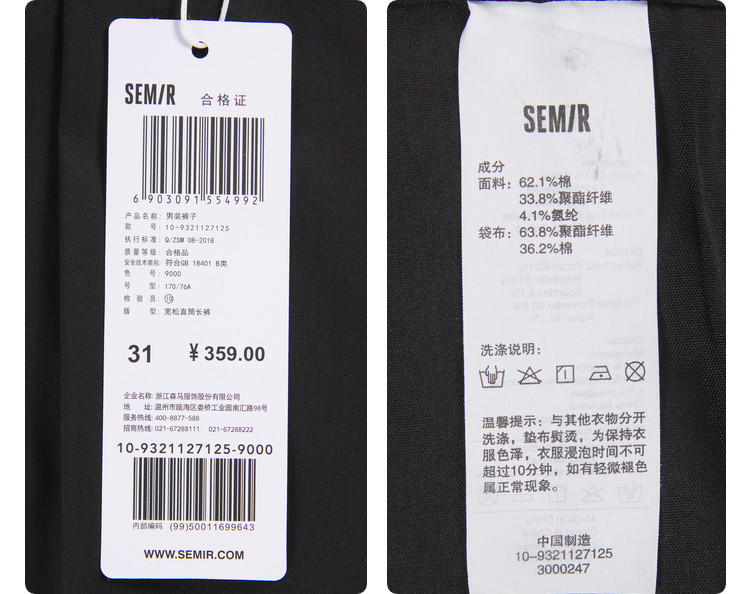 SEMIR 合格证
6 903091 554992
产品名称: 男装裤子
款 号: 10-9321127125
执行标准: Q/ZSM 08-2018
质量等级: 合格品
安全技术类别: 符合GB 18401 B类
色 号: 9000
号 型: 170/76A
检 验 员: ⑩
版 型: 宽松直筒长裤
31 ¥ 359.00
企业名称: 浙江森马服饰股份有限公司
地 址: 温州市瓯海区娄桥工业园南汇路98号
服务热线: 400-8877-588
招商热线: 021-67288111 021-67288222
10-9321127125-9000
内部编码 (99)50011699643
WWW.SEMIR.COM
SEMIR
成分
面料: 62.1%棉
33.8%聚酯纤维
4.1%氨纶
袋布: 63.8%聚酯纤维
36.2%棉
洗涤说明:
温馨提示: 与其他衣物分开
洗涤，垫布熨烫，为保持衣
服色泽，衣服浸泡时间不可
超过10分钟，如有轻微褪色
属正常现象。
中国制造
10-9321127125
3000247